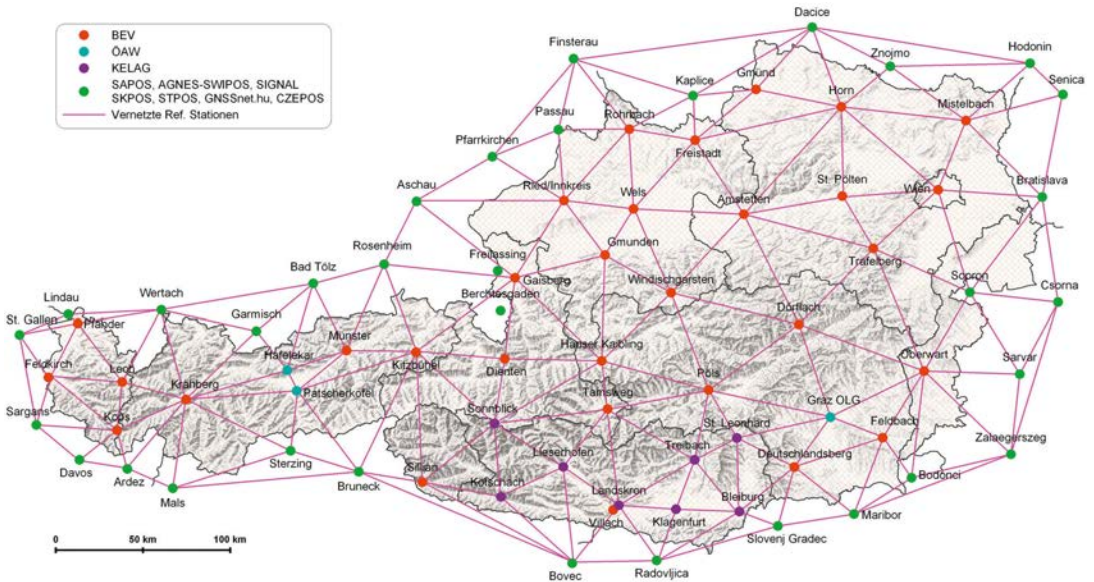 BEV
ÖAW
KELAG
SAPOS, AGNES-SWIPOS, SIGNAL
SKPOS, STPOS, GNSSnet.hu, CZEPOS
Vernetzte Ref. Stationen
Dacice
Finsterau
Znojmo
Hodonin
Kaplice
Gmünd
Senica
Horn
Passau
Rohrbach
Mistelbach
Pfarrkirchen
Freistadt
Aschau
Ried/Innkreis
Wels
Amstetten
St. Pölten
Wien
Bratislava
Rosenheim
Freilassing
Gmunden
Trafelberg
Bad Tölz
Gaisberg
Windischgarsten
Sopron
Csorna
Lindau
Wertach
Berchtesgaden
Garmisch
Dörflach
St. Gallen
Pfänder
Feldkirch
Lech
Hafelekar
Münster
Kitzbühel
Dienten
Hauser Kaibling
Oberwart
Sarvar
Krahberg
Patscherkofel
Pöls
Sargans
Kops
Sonnblick
Tamsweg
Graz OLG
Feldbach
St. Leonhard
Zalaegerszeg
Davos
Ardez
Mals
Sterzing
Bruneck
Sillian
Lieserhofen
Treibach
Deutschlandsberg
Bodonci
Kötschach
Landskron
Villach
Klagenfurt
Bleiburg
Maribor
Slovenj Gradec
Bovec
Radovljica
0 50 km 100 km